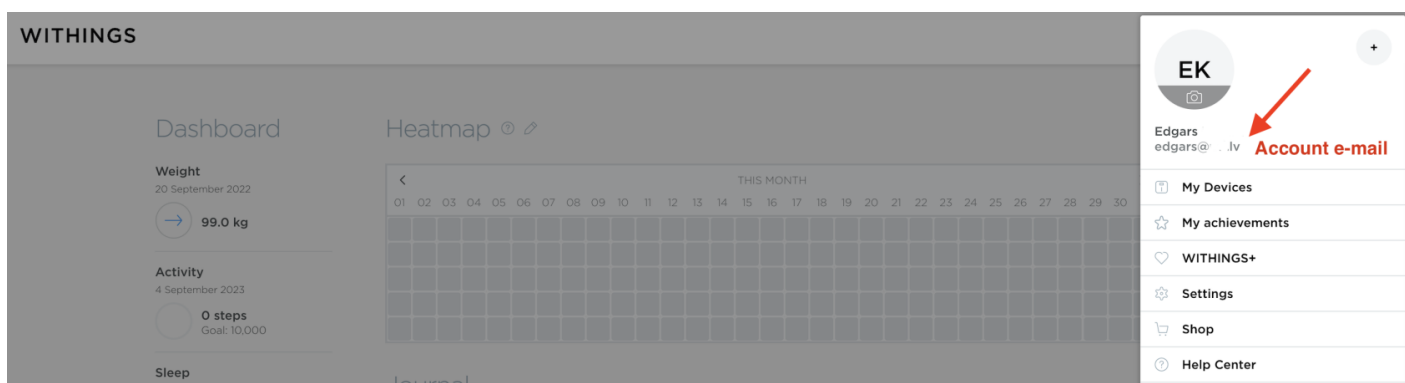 WITHINGS
Dashboard
Weight
20 September 2022
99.0 kg
Activity
4 September 2023
0 steps
Goal: 10,000
Sleep
Heatmap
THIS MONTH
01 02 03 04 05 06 07 08 09 10 11 12 13 14 15 16 17 18 19 20 21 22 23 24 25 26 27 28 29 30
Journal
EK
+
Edgars
edgars@ .lv
Account e-mail
My Devices
My achievements
WITHINGS+
Settings
Shop
Help Center